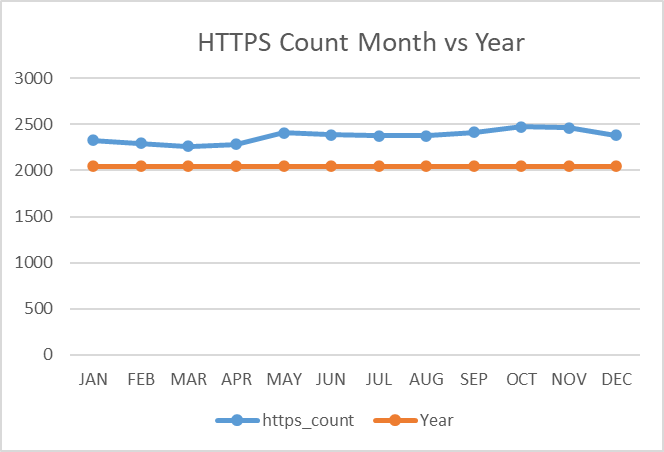 HTTPS Count Month vs Year
3000
2500
2000
1500
1000
500
0
JAN FEB MAR APR MAY JUN JUL AUG SEP OCT NOV DEC
https_count Year